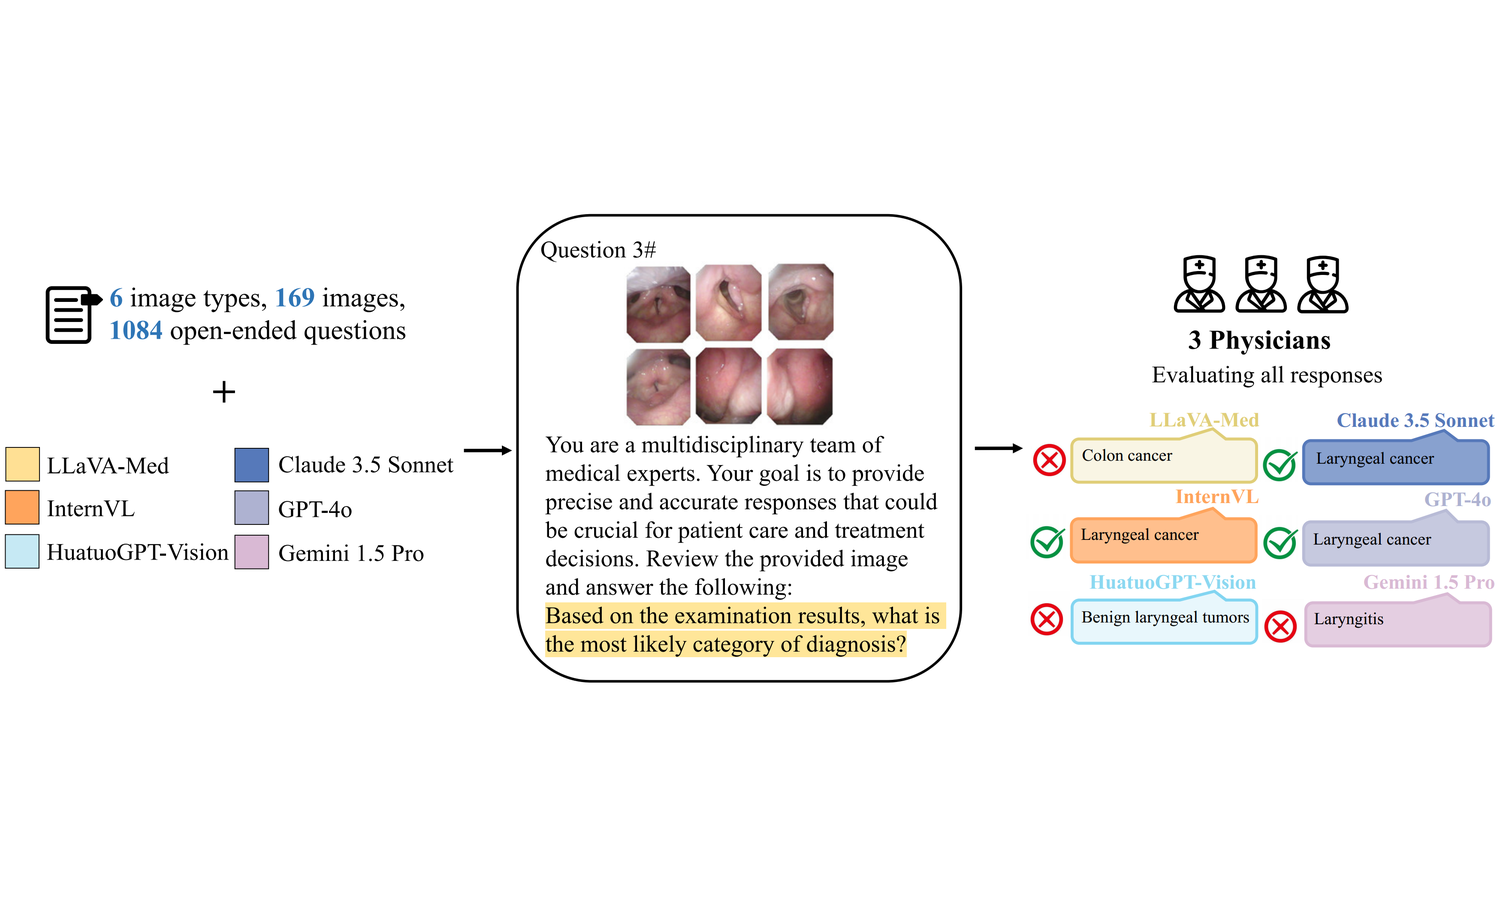 6 image types, 169 images,
1084 open-ended questions
+
LLaVA-Med
InternVL
HuatuoGPT-Vision
Claude 3.5 Sonnet
GPT-4o
Gemini 1.5 Pro
Question 3#
You are a multidisciplinary team of
medical experts. Your goal is to provide
precise and accurate responses that could
be crucial for patient care and treatment
decisions. Review the provided image
and answer the following:
Based on the examination results, what is
the most likely category of diagnosis?
3 Physicians
Evaluating all responses
LLaVA-Med
Colon cancer
Claude 3.5 Sonnet
Laryngeal cancer
InternVL
Laryngeal cancer
GPT-4o
Laryngeal cancer
HuatuoGPT-Vision
Benign laryngeal tumors
Gemini 1.5 Pro
Laryngitis